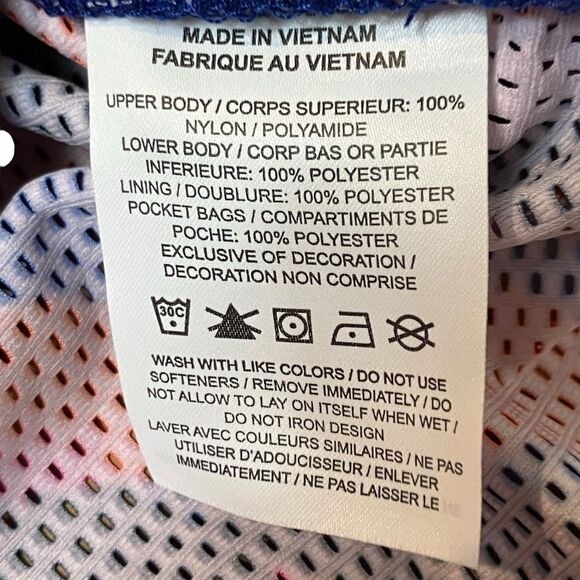 MADE IN VIETNAM
FABRIQUE AU VIETNAM
UPPER BODY / CORPS SUPERIEUR: 100%
NYLON / POLYAMIDE
LOWER BODY / CORP BAS OR PARTIE
INFERIEURE: 100% POLYESTER
LINING / DOUBLURE: 100% POLYESTER
POCKET BAGS / COMPARTIMENTS DE
POCHE: 100% POLYESTER
EXCLUSIVE OF DECORATION /
DECORATION NON COMPRISE
30C
WASH WITH LIKE COLORS / DO NOT USE
SOFTENERS / REMOVE IMMEDIATELY / DO
NOT ALLOW TO LAY ON ITSELF WHEN WET /
DO NOT IRON DESIGN
LAVER AVEC COULEURS SIMILAIRES / NE PAS
UTILISER D'ADOUCISSEUR / ENLEVER
IMMEDIATEMENT / NE PAS LAISSER LE